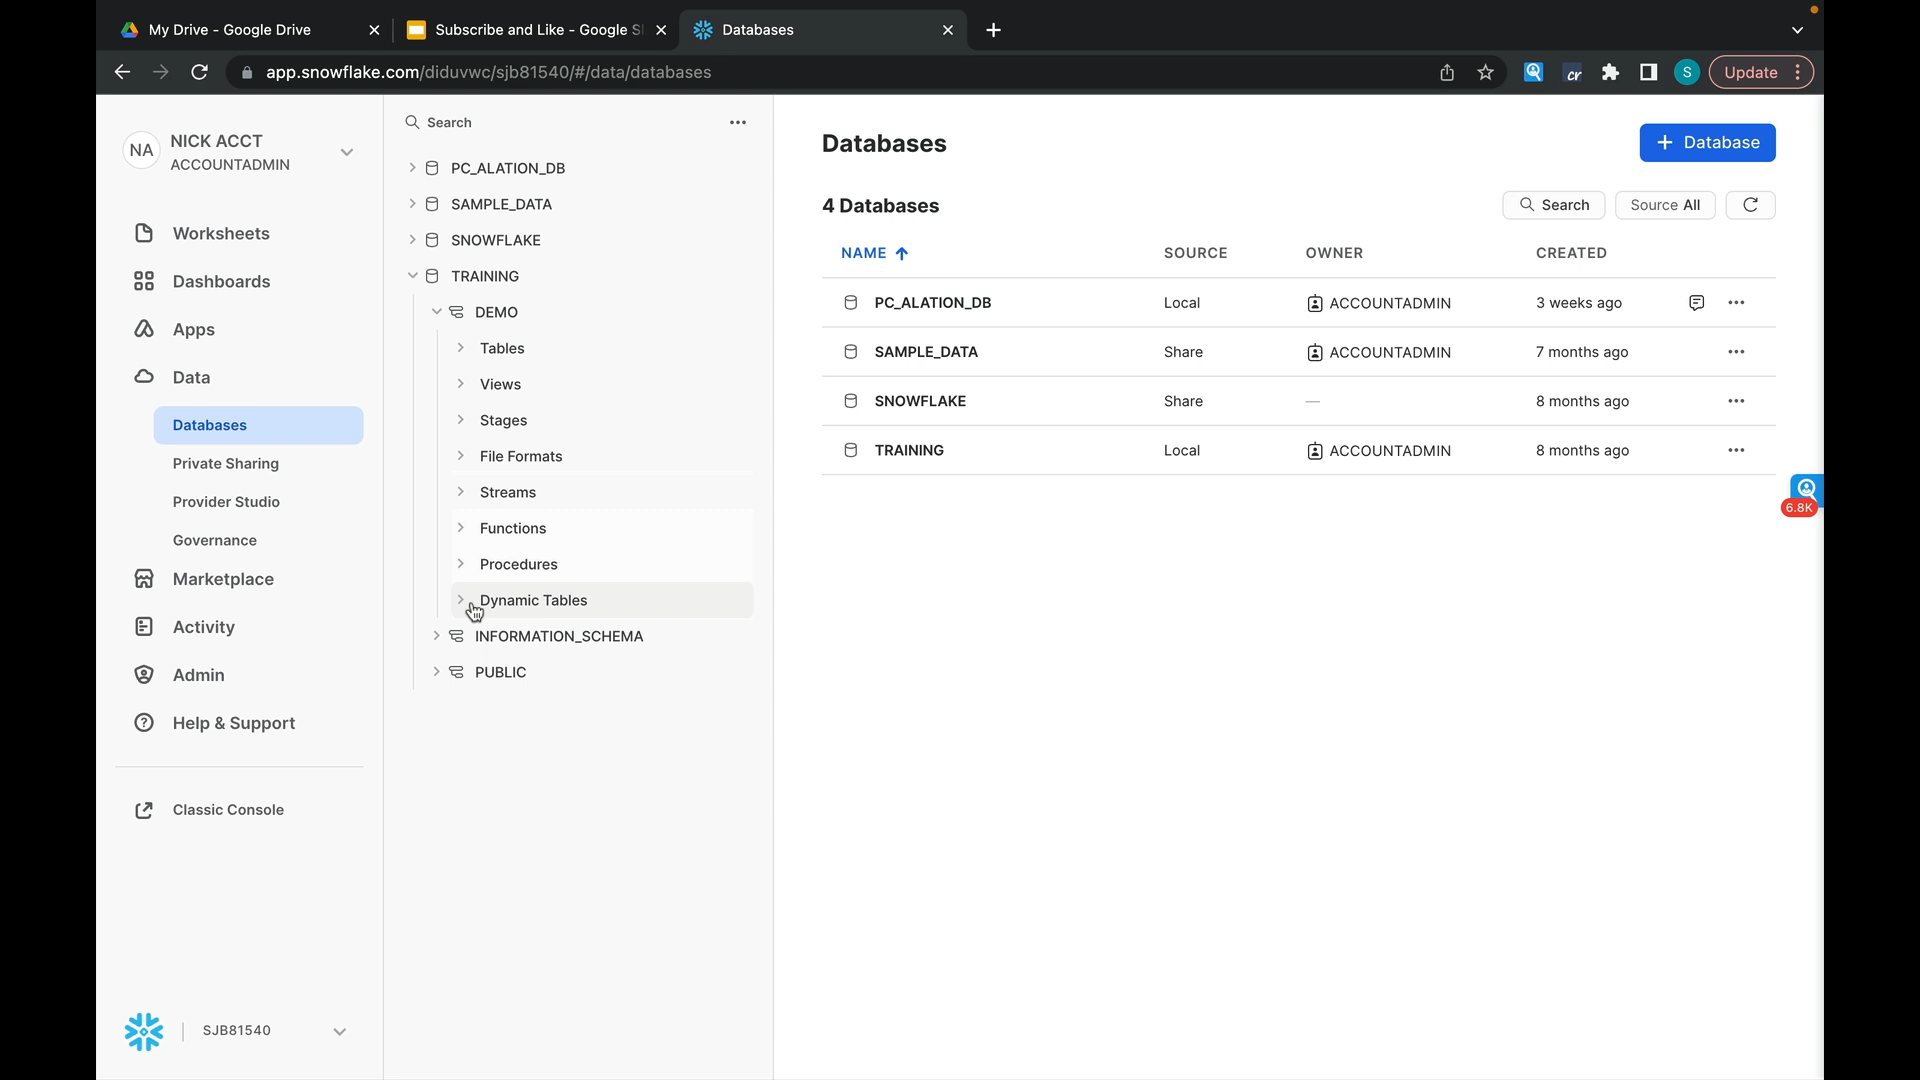 My Drive - Google Drive
Subscribe and Like - Google Sl
Databases
app.snowflake.com/diduvwc/sjb81540/#/data/databases
cr
S
Update
NA
NICK ACCT
ACCOUNTADMIN
Worksheets
Dashboards
Apps
Data
Databases
Private Sharing
Provider Studio
Governance
Marketplace
Activity
Admin
Help & Support
Classic Console
SJB81540
Search
PC_ALATION_DB
SAMPLE_DATA
SNOWFLAKE
TRAINING
DEMO
Tables
Views
Stages
File Formats
Streams
Functions
Procedures
Dynamic Tables
INFORMATION_SCHEMA
PUBLIC
Databases
+ Database
4 Databases
Search
Source All
NAME SOURCE OWNER CREATED
PC_ALATION_DB Local ACCOUNTADMIN 3 weeks ago
SAMPLE_DATA Share ACCOUNTADMIN 7 months ago
SNOWFLAKE Share — 8 months ago
TRAINING Local ACCOUNTADMIN 8 months ago
6.8K